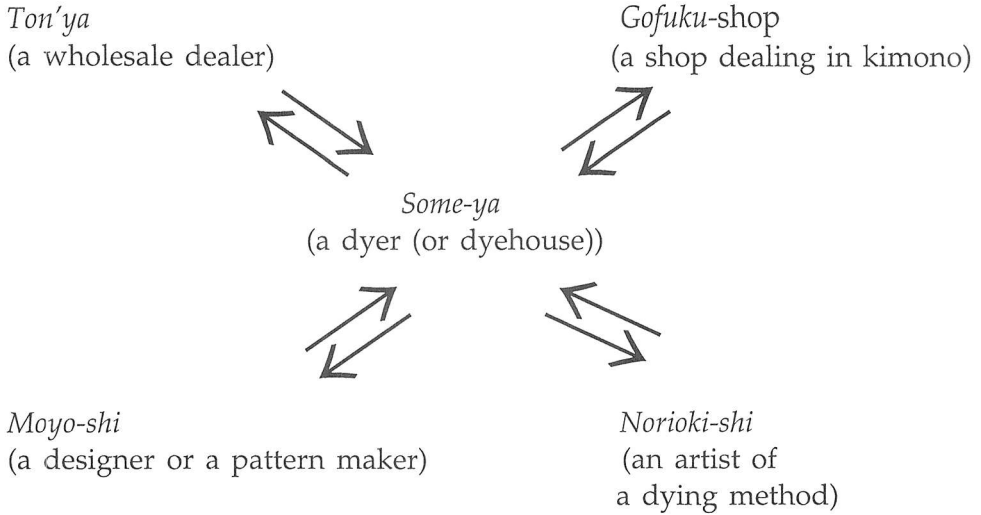 Ton'ya
(a wholesale dealer)
Gofuku-shop
(a shop dealing in kimono)
Some-ya
(a dyer (or dyehouse))
Moyo-shi
(a designer or a pattern maker)
Norioki-shi
(an artist of
a dying method)